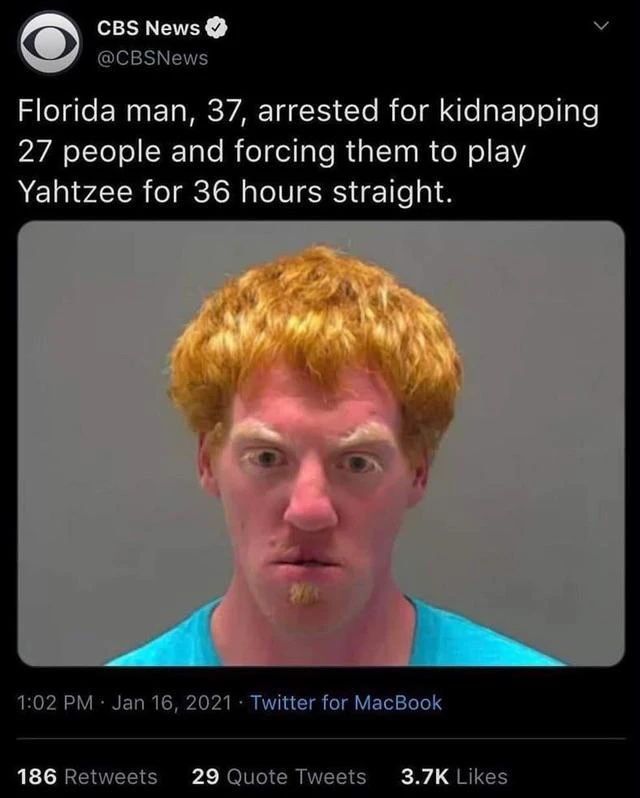 CBS News
@CBSNews
Florida man, 37, arrested for kidnapping
27 people and forcing them to play
Yahtzee for 36 hours straight.
1:02 PM · Jan 16, 2021 · Twitter for MacBook
186 Retweets 29 Quote Tweets 3.7K Likes